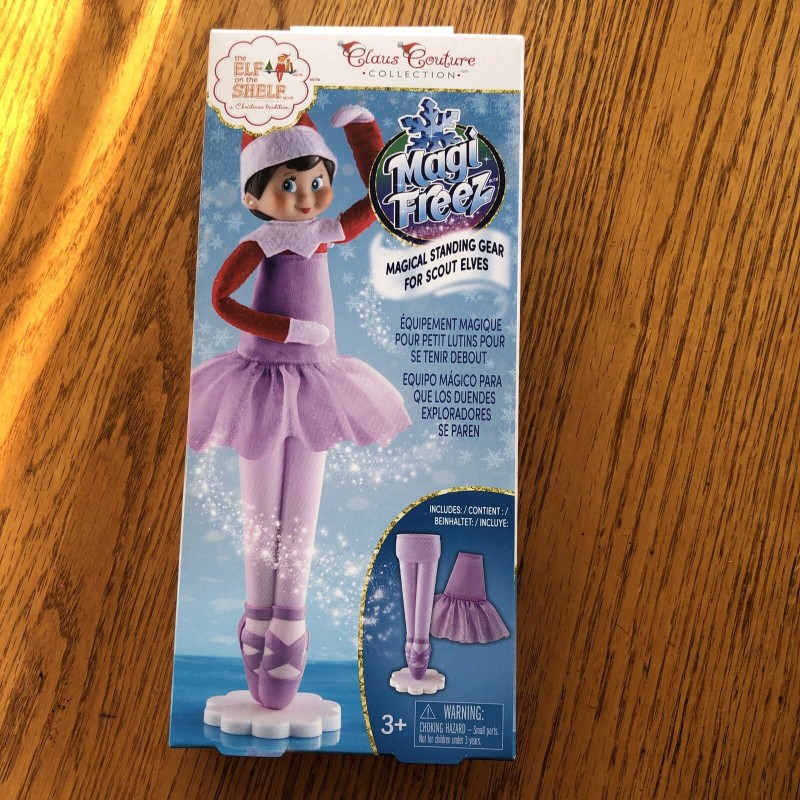 the
ELF
on the
SHELF
a Christmas tradition
Claus Couture
•COLLECTION•
Magi
Freez
MAGICAL STANDING GEAR
FOR SCOUT ELVES
ÉQUIPEMENT MAGIQUE
POUR PETIT LUTINS POUR
SE TENIR DEBOUT
EQUIPO MÁGICO PARA
QUE LOS DUENDES
EXPLORADORES
SE PAREN
INCLUDES: / CONTIENT : /
BEINHALTET: / INCLUYE:
3+
WARNING:
CHOKING HAZARD – Small parts.
Not for children under 3 years.